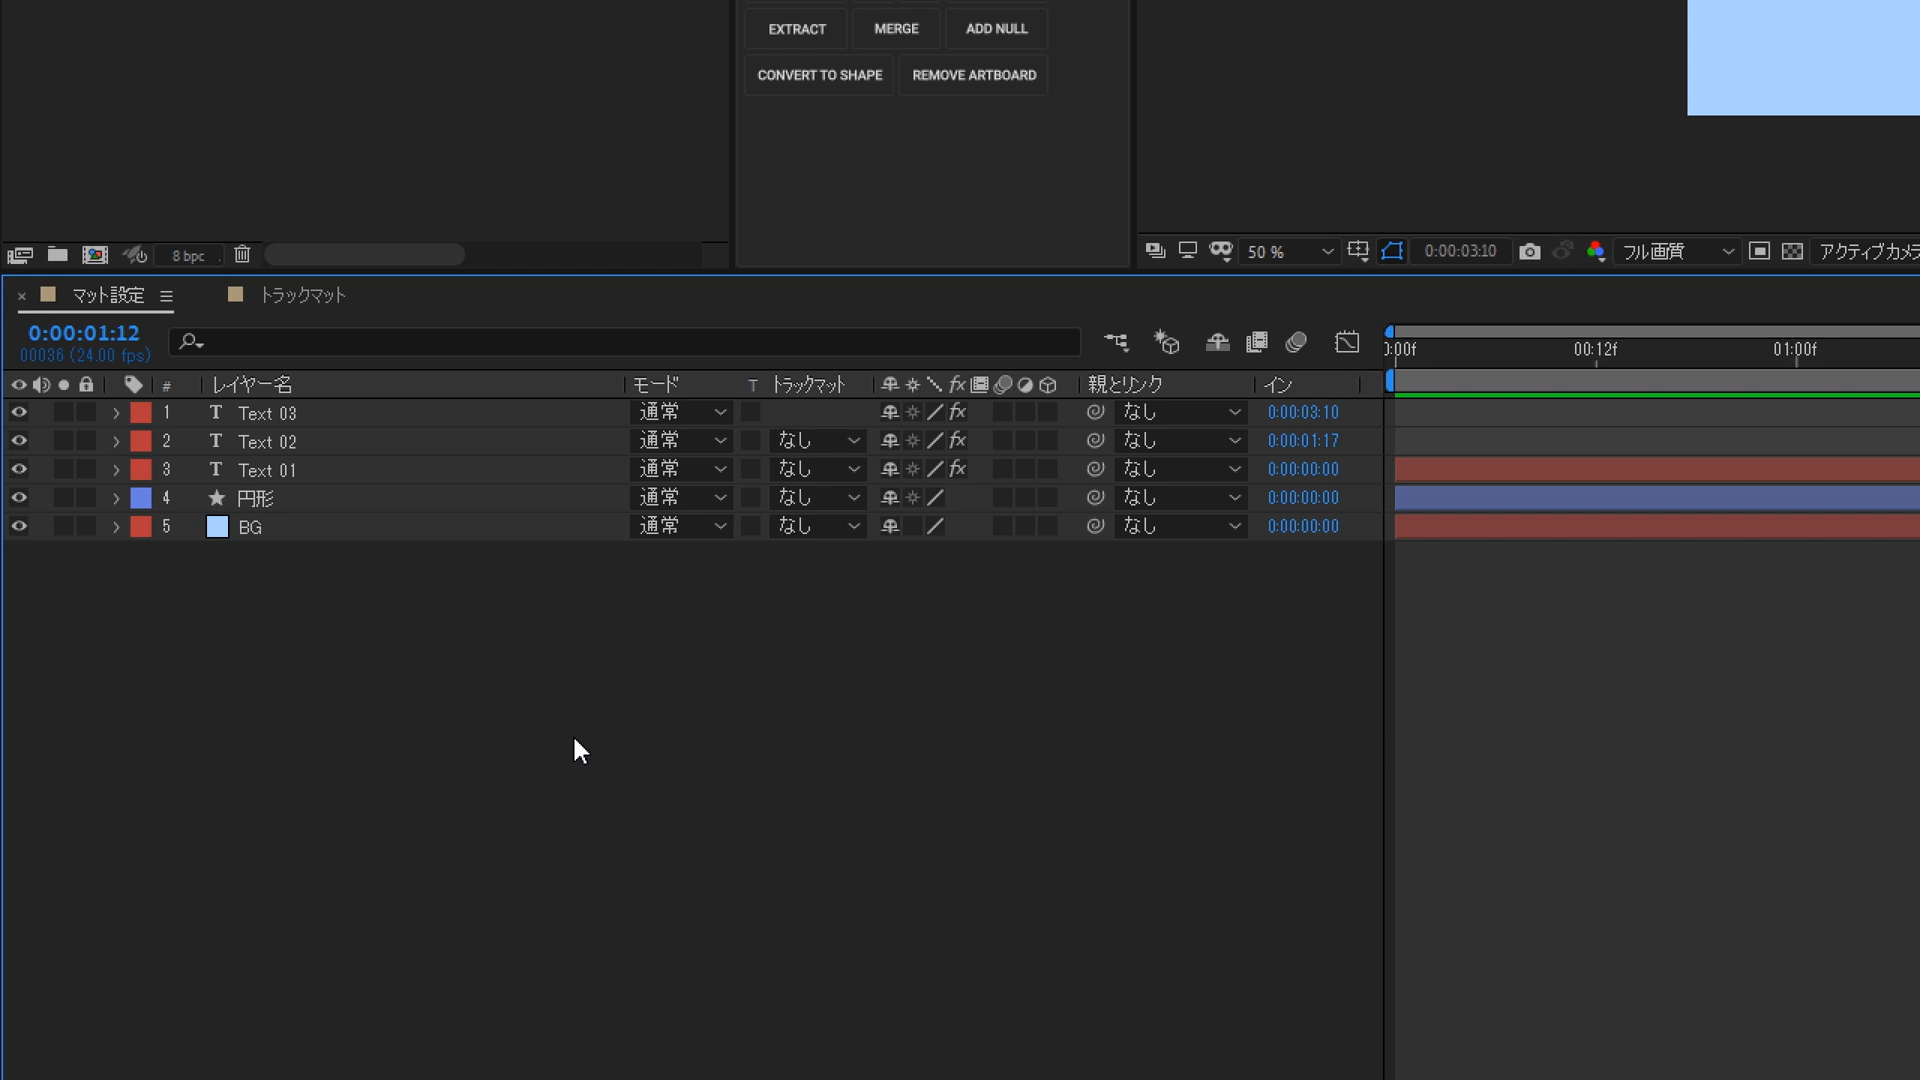 EXTRACT MERGE ADD NULL
CONVERT TO SHAPE REMOVE ARTBOARD
8 bpc
50 % 0:00:03:10 フル画質 アクティブカメラ
マット設定 トラックマット
0:00:01:12
00036 (24.00 fps)
0:00f 00:12f 01:00f
# レイヤー名 モード T トラックマット fx 親とリンク イン
1 T Text 03 通常 fx なし 0:00:03:10
2 T Text 02 通常 なし fx なし 0:00:01:17
3 T Text 01 通常 なし fx なし 0:00:00:00
4 円形 通常 なし なし 0:00:00:00
5 BG 通常 なし なし 0:00:00:00